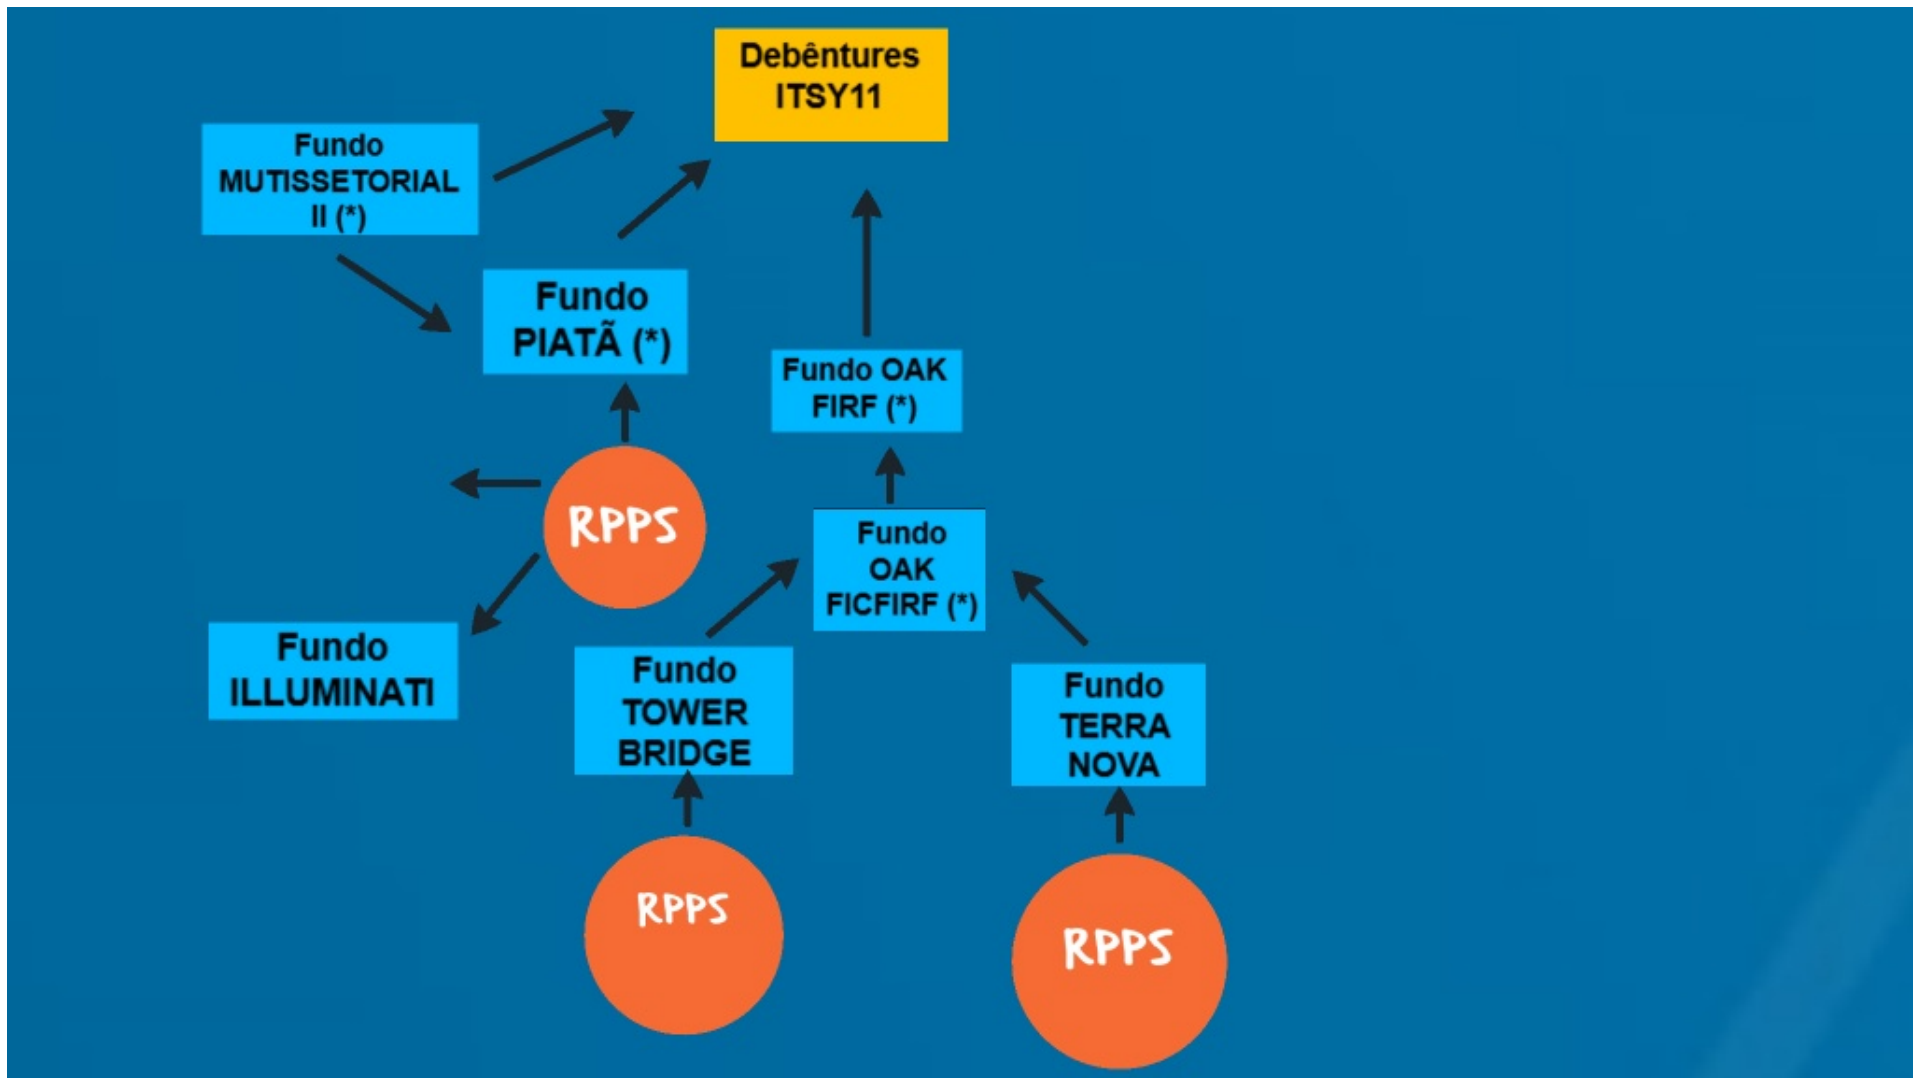 Debêntures
ITSY11
Fundo
MUTISSETORIAL
II (*)
Fundo
PIATÃ (*)
Fundo OAK
FIRF (*)
RPPS
Fundo
OAK
FICFIRF (*)
Fundo
ILLUMINATI
Fundo
TOWER
BRIDGE
Fundo
TERRA
NOVA
RPPS
RPPS